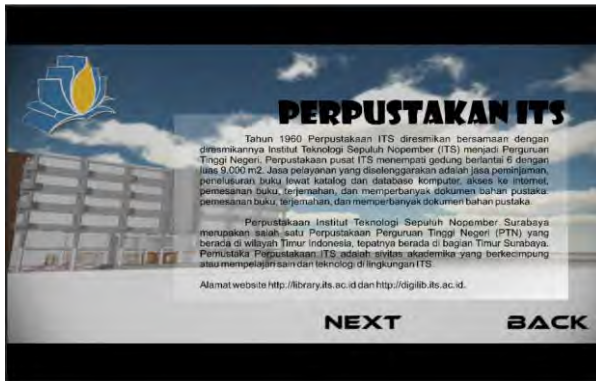 PERPUSTAKAN ITS
Tahun 1960 Perpustakaan ITS diresmikan bersamaan dengan
diresmikannya Institut Teknologi Sepuluh Nopember (ITS) menjadi Perguruan
Tinggi Negeri. Perpustakaan pusat ITS menempati gedung berlantai 6 dengan
luas 9.000 m2. Jasa pelayanan yang diselenggarakan adalah jasa peminjaman,
penelusuran buku lewat katalog dan database komputer, akses ke internet,
pemesanan buku, terjemahan, dan memperbanyak dokumen bahan pustaka.
pemesanan buku, terjemahan, dan memperbanyak dokumen bahan pustaka.
Perpustakaan Institut Teknologi Sepuluh Nopember Surabaya
merupakan salah satu Perpustakaan Perguruan Tinggi Negeri (PTN) yang
berada di wilayah Timur Indonesia, tepatnya berada di bagian Timur Surabaya.
Pemustaka Perpustakaan ITS adalah sivitas akademika yang berkecimpung
atau mempelajari sain dan teknologi di lingkungan ITS.
Alamat website http://library.its.ac.id dan http://digilib.its.ac.id.
NEXT
BACK